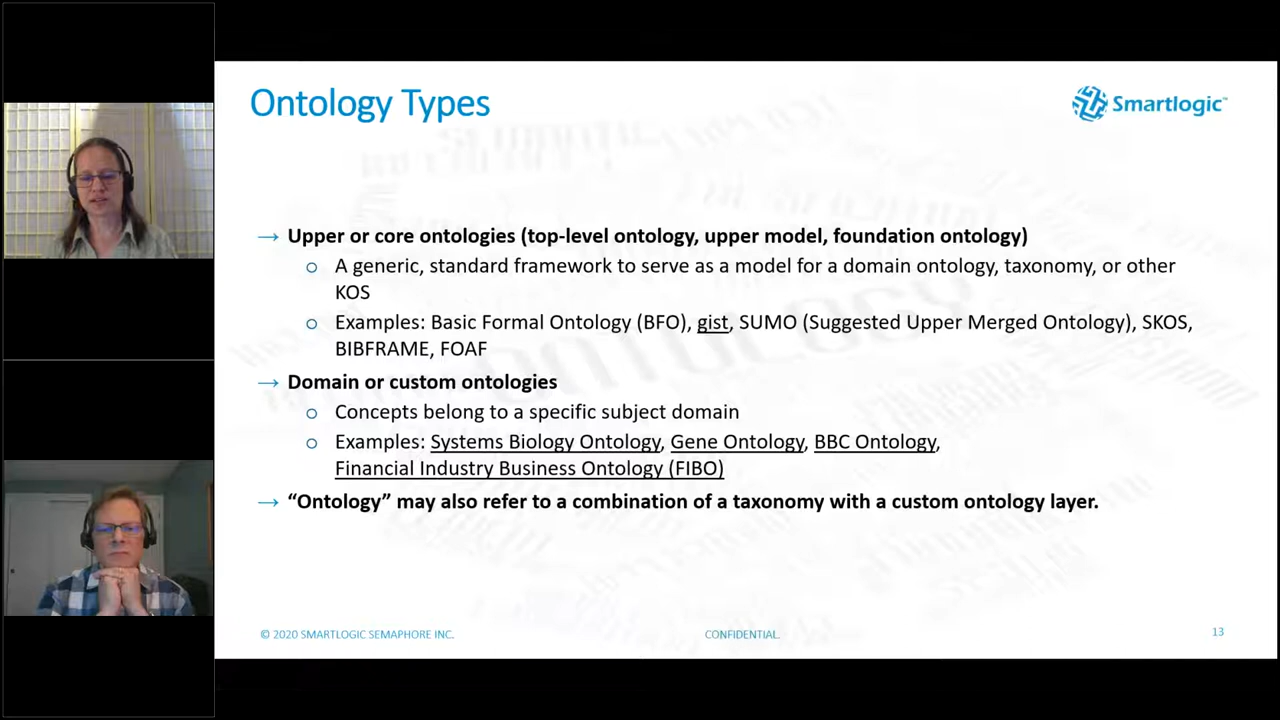 Ontology Types
Smartlogic™
→ Upper or core ontologies (top-level ontology, upper model, foundation ontology)
o A generic, standard framework to serve as a model for a domain ontology, taxonomy, or other
KOS
o Examples: Basic Formal Ontology (BFO), gist, SUMO (Suggested Upper Merged Ontology), SKOS,
BIBFRAME, FOAF
→ Domain or custom ontologies
o Concepts belong to a specific subject domain
o Examples: Systems Biology Ontology, Gene Ontology, BBC Ontology,
Financial Industry Business Ontology (FIBO)
→ “Ontology” may also refer to a combination of a taxonomy with a custom ontology layer.
© 2020 SMARTLOGIC SEMAPHORE INC.
CONFIDENTIAL.
13